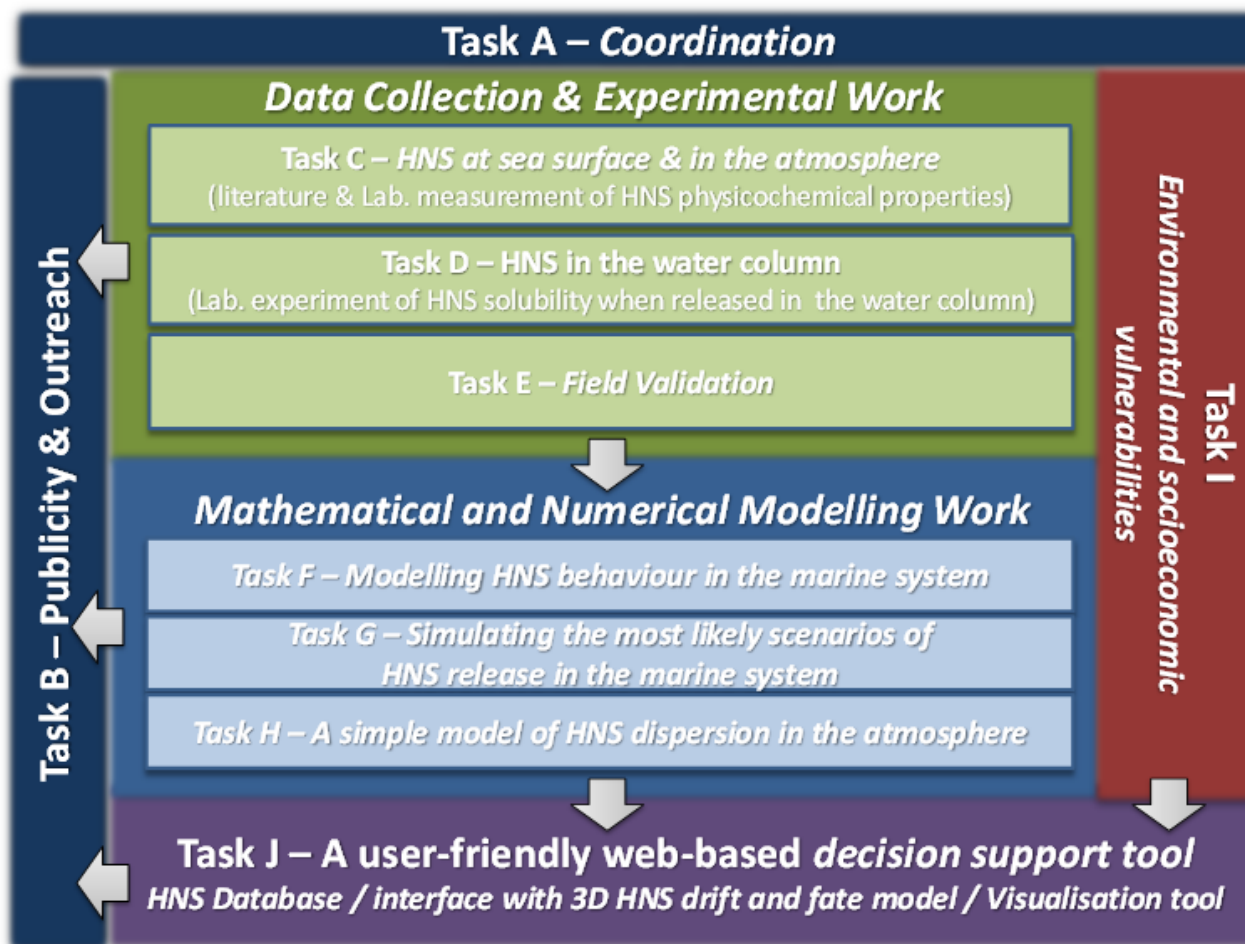 Task A – Coordination
Data Collection & Experimental Work
Task C – HNS at sea surface & in the atmosphere
(literature & Lab. measurement of HNS physicochemical properties)
Task D – HNS in the water column
(Lab. experiment of HNS solubility when released in the water column)
Task E – Field Validation
Mathematical and Numerical Modelling Work
Task F – Modelling HNS behaviour in the marine system
Task G – Simulating the most likely scenarios of
HNS release in the marine system
Task H – A simple model of HNS dispersion in the atmosphere
Task B – Publicity & Outreach
Task I
Environmental and socioeconomic
vulnerabilities
Task J – A user-friendly web-based decision support tool
HNS Database / interface with 3D HNS drift and fate model / Visualisation tool